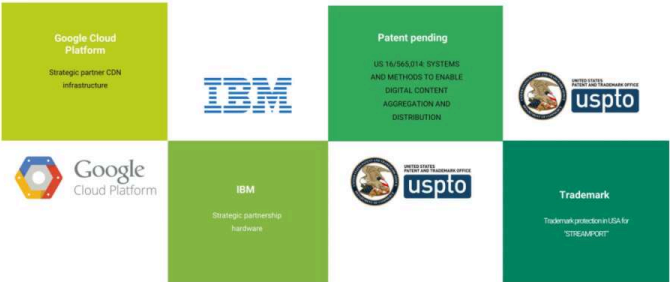 Google Cloud
Platform
Strategic partner CDN
infrastructure
IBM
Patent pending
US 16/565,014: SYSTEMS
AND METHODS TO ENABLE
DIGITAL CONTENT
AGGREGATION AND
DISTRIBUTION
UNITED STATES
PATENT AND TRADEMARK OFFICE
uspto
Google
Cloud Platform
IBM
Strategic partnership
hardware
UNITED STATES
PATENT AND TRADEMARK OFFICE
uspto
Trademark
Trademark protection in USA for
"STREAMPORT"